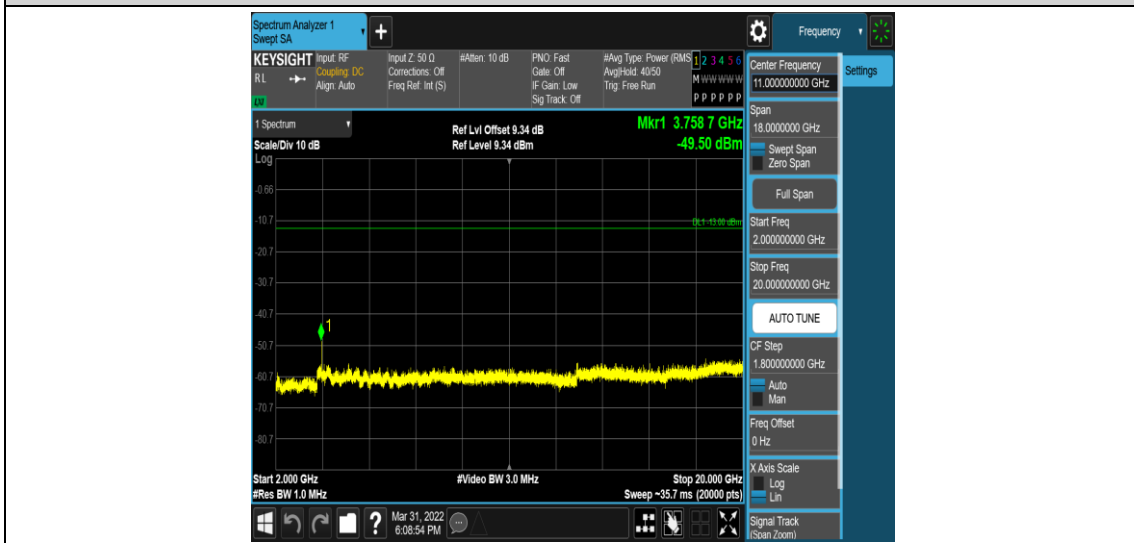 Spectrum Analyzer 1
Swept SA
+
Frequency
KEYSIGHT
RL
LXI
Input: RF
Coupling: DC
Align: Auto
Input Z: 50 Ω
Corrections: Off
Freq Ref: Int (S)
#Atten: 10 dB
PNO: Fast
Gate: Off
IF Gain: Low
Sig Track: Off
#Avg Type: Power (RMS
Avg|Hold: 40/50
Trig: Free Run
1 2 3 4 5 6
M W W W W W
P P P P P P
1 Spectrum
Scale/Div 10 dB
Log
Ref Lvl Offset 9.34 dB
Ref Level 9.34 dBm
Mkr1 3.758 7 GHz
-49.50 dBm
-0.66
-10.7
-20.7
-30.7
-40.7
-50.7
-60.7
-70.7
-80.7
DL1 -13.00 dBm
1
Start 2.000 GHz
#Res BW 1.0 MHz
#Video BW 3.0 MHz
Stop 20.000 GHz
Sweep ~35.7 ms (20000 pts)
Mar 31, 2022
6:08:54 PM
?
Center Frequency
11.000000000 GHz
Settings
Span
18.0000000 GHz
Swept Span
Zero Span
Full Span
Start Freq
2.000000000 GHz
Stop Freq
20.000000000 GHz
AUTO TUNE
CF Step
1.800000000 GHz
Auto
Man
Freq Offset
0 Hz
X Axis Scale
Log
Lin
Signal Track
(Span Zoom)